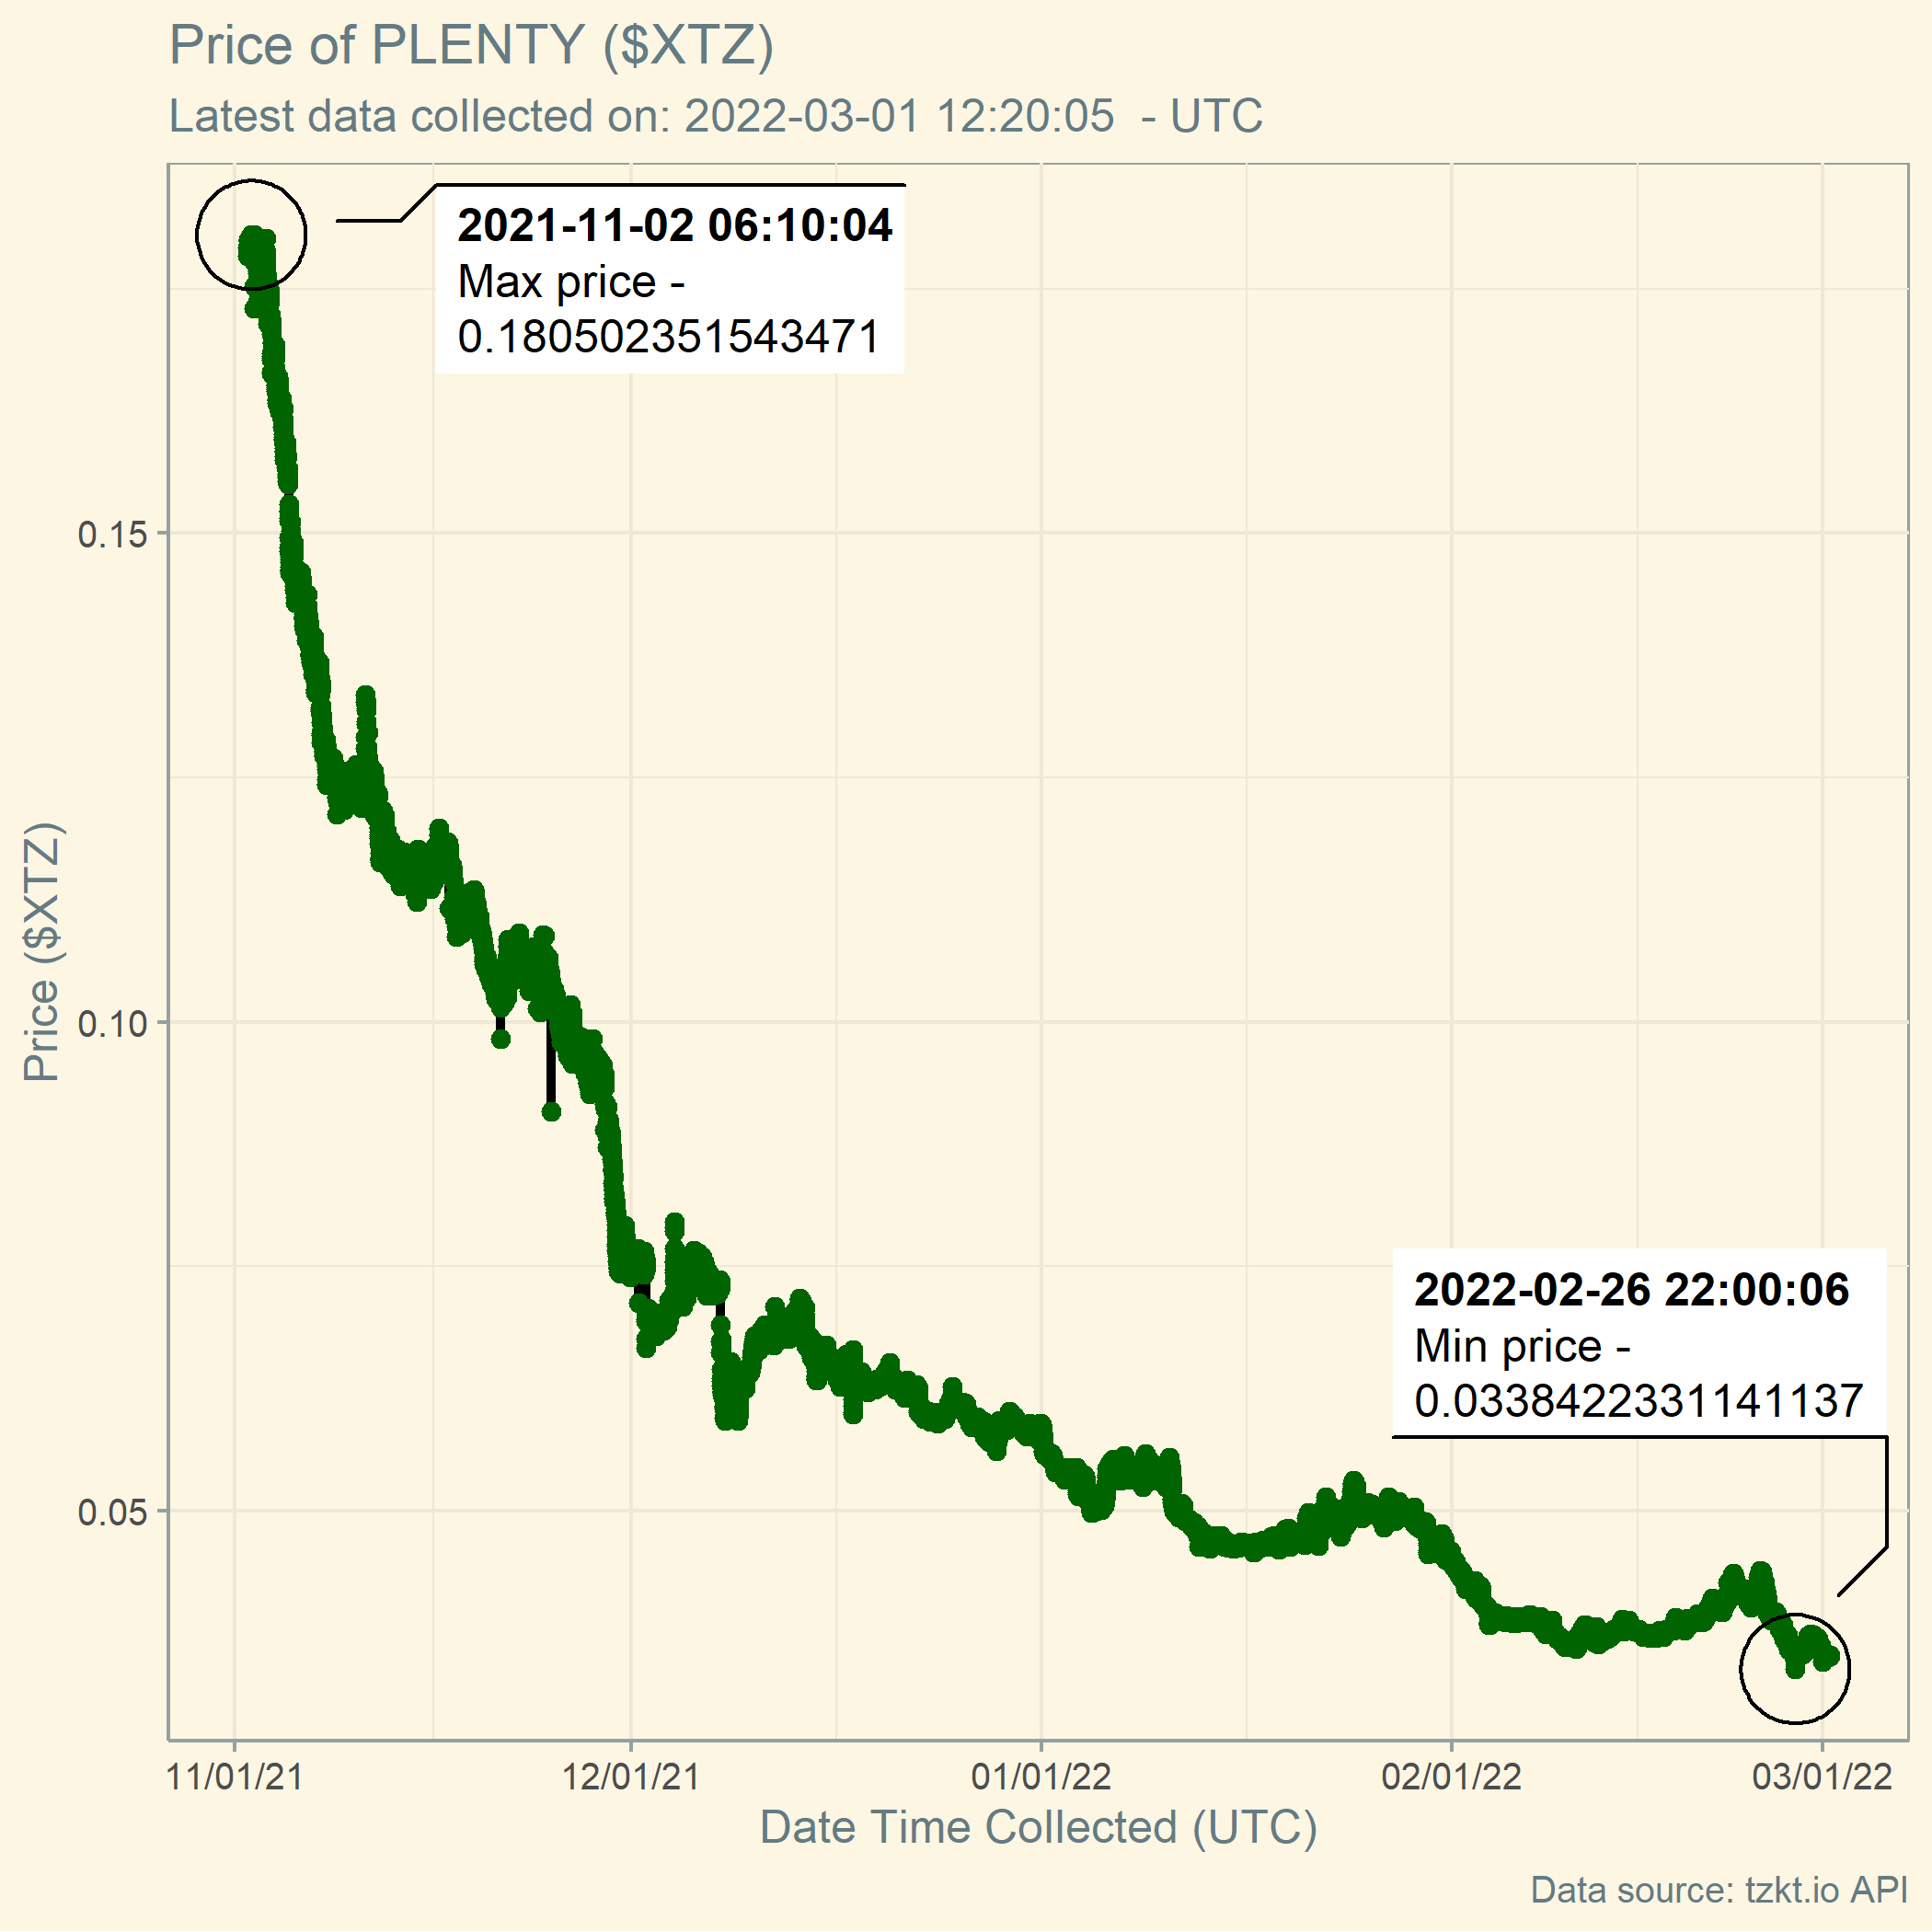 Price of PLENTY ($XTZ)
Latest data collected on: 2022-03-01 12:20:05  - UTC
2021-11-02 06:10:04
Max price -
0.180502351543471
0.15
0.10
0.05
Price ($XTZ)
2022-02-26 22:00:06
Min price -
0.0338422331141137
11/01/21
12/01/21
01/01/22
02/01/22
03/01/22
Date Time Collected (UTC)
Data source: tzkt.io API